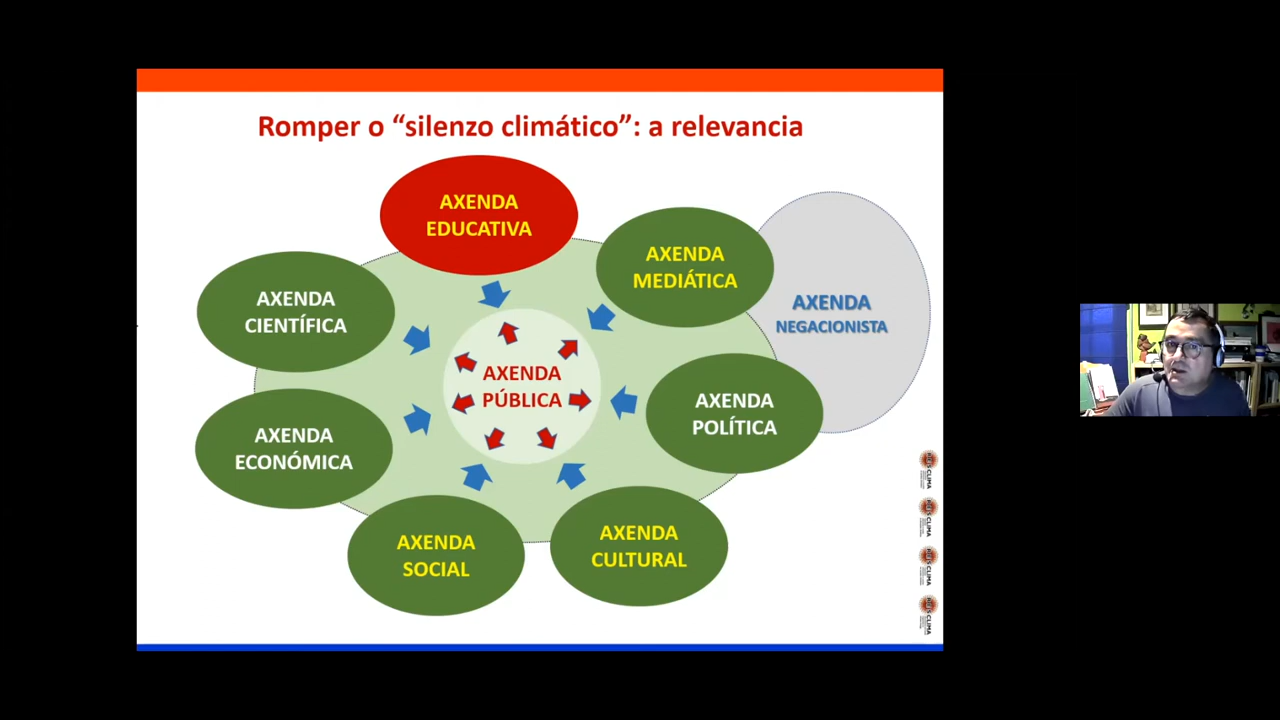 Romper o “silenzo climático”: a relevancia
AXENDA
EDUCATIVA
AXENDA
MEDIÁTICA
AXENDA
CIENTÍFICA
AXENDA
NEGACIONISTA
AXENDA
PÚBLICA
AXENDA
POLÍTICA
AXENDA
ECONÓMICA
AXENDA
SOCIAL
AXENDA
CULTURAL